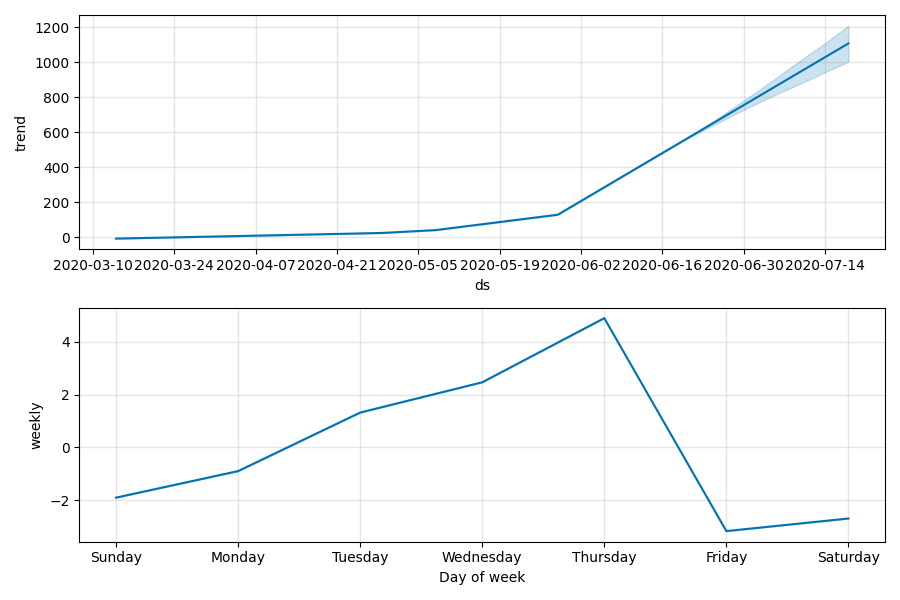 1200
1000
800
600
400
200
0
trend
2020-03-10 2020-03-24 2020-04-07 2020-04-21 2020-05-05 2020-05-19 2020-06-02 2020-06-16 2020-06-30 2020-07-14
ds
4
2
0
−2
weekly
Sunday Monday Tuesday Wednesday Thursday Friday Saturday
Day of week